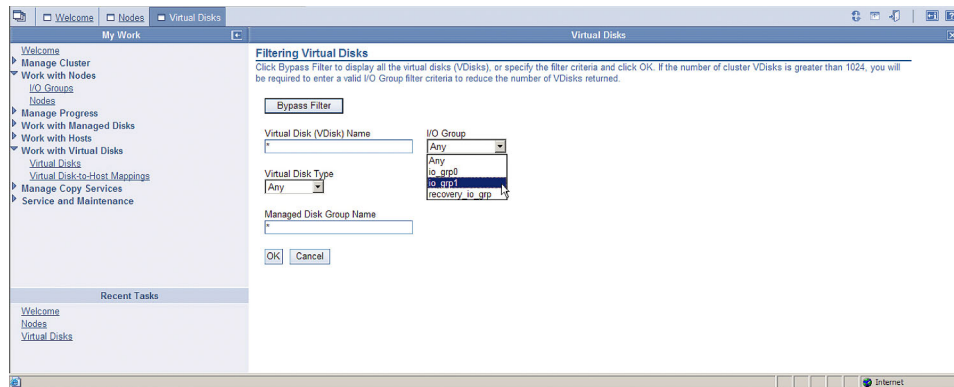 Welcome
Nodes
Virtual Disks
My Work
Virtual Disks
Welcome
Manage Cluster
Work with Nodes
I/O Groups
Nodes
Manage Progress
Work with Managed Disks
Work with Hosts
Work with Virtual Disks
Virtual Disks
Virtual Disk-to-Host Mappings
Manage Copy Services
Service and Maintenance
Recent Tasks
Welcome
Nodes
Virtual Disks
Filtering Virtual Disks
Click Bypass Filter to display all the virtual disks (VDisks), or specify the filter criteria and click OK. If the number of cluster VDisks is greater than 1024, you will
be required to enter a valid I/O Group filter criteria to reduce the number of VDisks returned.
Bypass Filter
Virtual Disk (VDisk) Name
*
I/O Group
Any
Any
io_grp0
io_grp1
recovery_io_grp
Virtual Disk Type
Any
Managed Disk Group Name
*
OK
Cancel
Internet